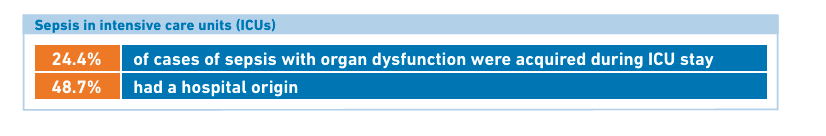 Sepsis in intensive care units (ICUs)
24.4% of cases of sepsis with organ dysfunction were acquired during ICU stay
48.7% had a hospital origin